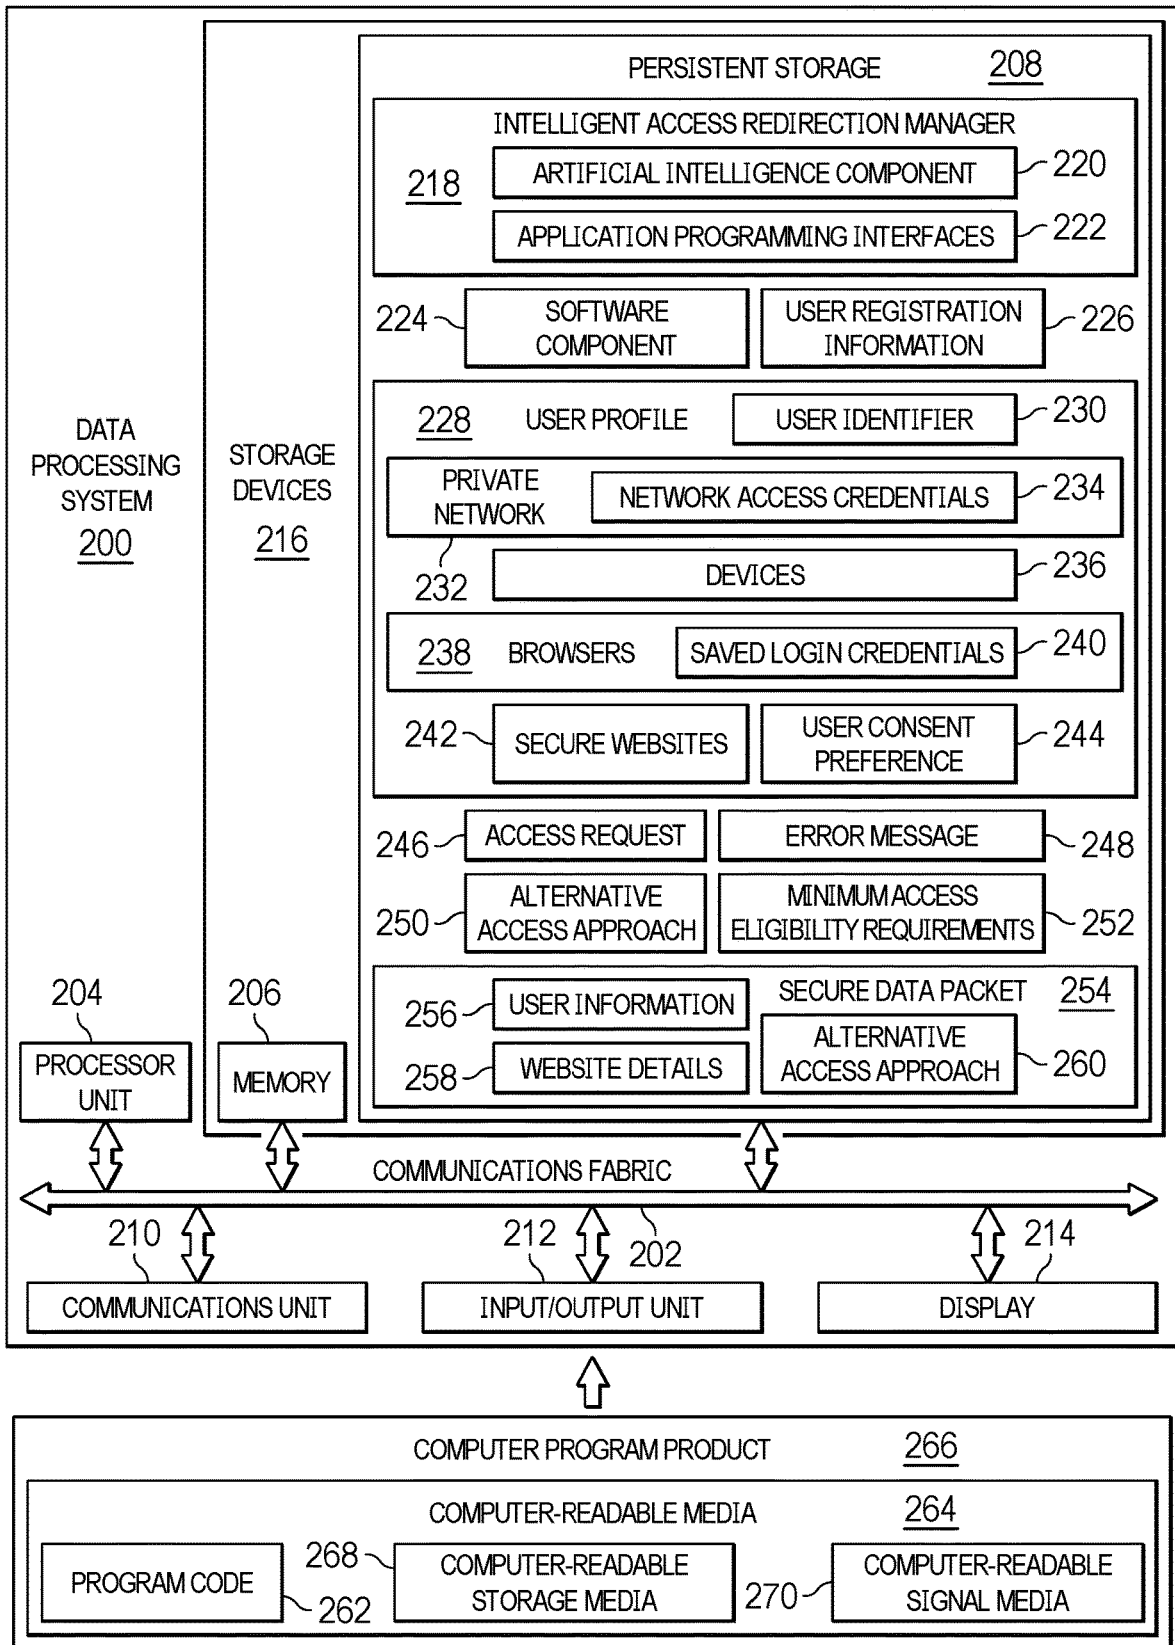 PERSISTENT STORAGE 208
INTELLIGENT ACCESS REDIRECTION MANAGER
218
ARTIFICIAL INTELLIGENCE COMPONENT
220
APPLICATION PROGRAMMING INTERFACES
222
224
SOFTWARE
COMPONENT
USER REGISTRATION
INFORMATION
226
228
USER PROFILE
USER IDENTIFIER
230
PRIVATE
NETWORK
NETWORK ACCESS CREDENTIALS
234
232
DEVICES
236
238
BROWSERS
SAVED LOGIN CREDENTIALS
240
242
SECURE WEBSITES
USER CONSENT
PREFERENCE
244
246
ACCESS REQUEST
ERROR MESSAGE
248
250
ALTERNATIVE
ACCESS APPROACH
MINIMUM ACCESS
ELIGIBILITY REQUIREMENTS
252
SECURE DATA PACKET 254
256
USER INFORMATION
258
WEBSITE DETAILS
ALTERNATIVE
ACCESS APPROACH
260
DATA
PROCESSING
SYSTEM
200
STORAGE
DEVICES
216
204
PROCESSOR
UNIT
206
MEMORY
COMMUNICATIONS FABRIC
202
210
COMMUNICATIONS UNIT
212
INPUT/OUTPUT UNIT
214
DISPLAY
COMPUTER PROGRAM PRODUCT 266
COMPUTER-READABLE MEDIA 264
PROGRAM CODE
262
268
COMPUTER-READABLE
STORAGE MEDIA
270
COMPUTER-READABLE
SIGNAL MEDIA